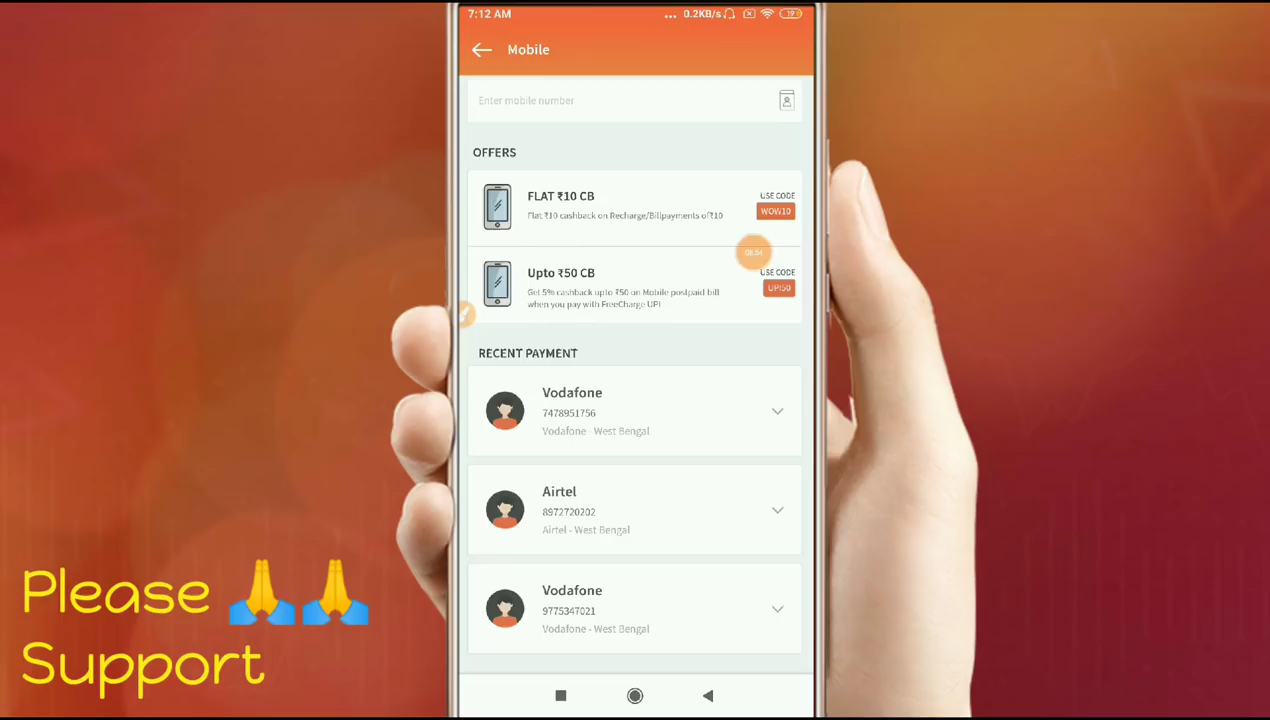 7:12 AM
... 0.2KB/s
19
Mobile
Enter mobile number
OFFERS
FLAT ₹10 CB
Flat ₹10 cashback on Recharge/Billpayments of₹10
USE CODE
WOW10
Upto ₹50 CB
Get 5% cashback upto ₹50 on Mobile postpaid bill
when you pay with FreeCharge UPI
USE CODE
UPI50
RECENT PAYMENT
Vodafone
7478951756
Vodafone - West Bengal
Airtel
8972720202
Airtel - West Bengal
Vodafone
9775347021
Vodafone - West Bengal
Please 🙏🙏
Support